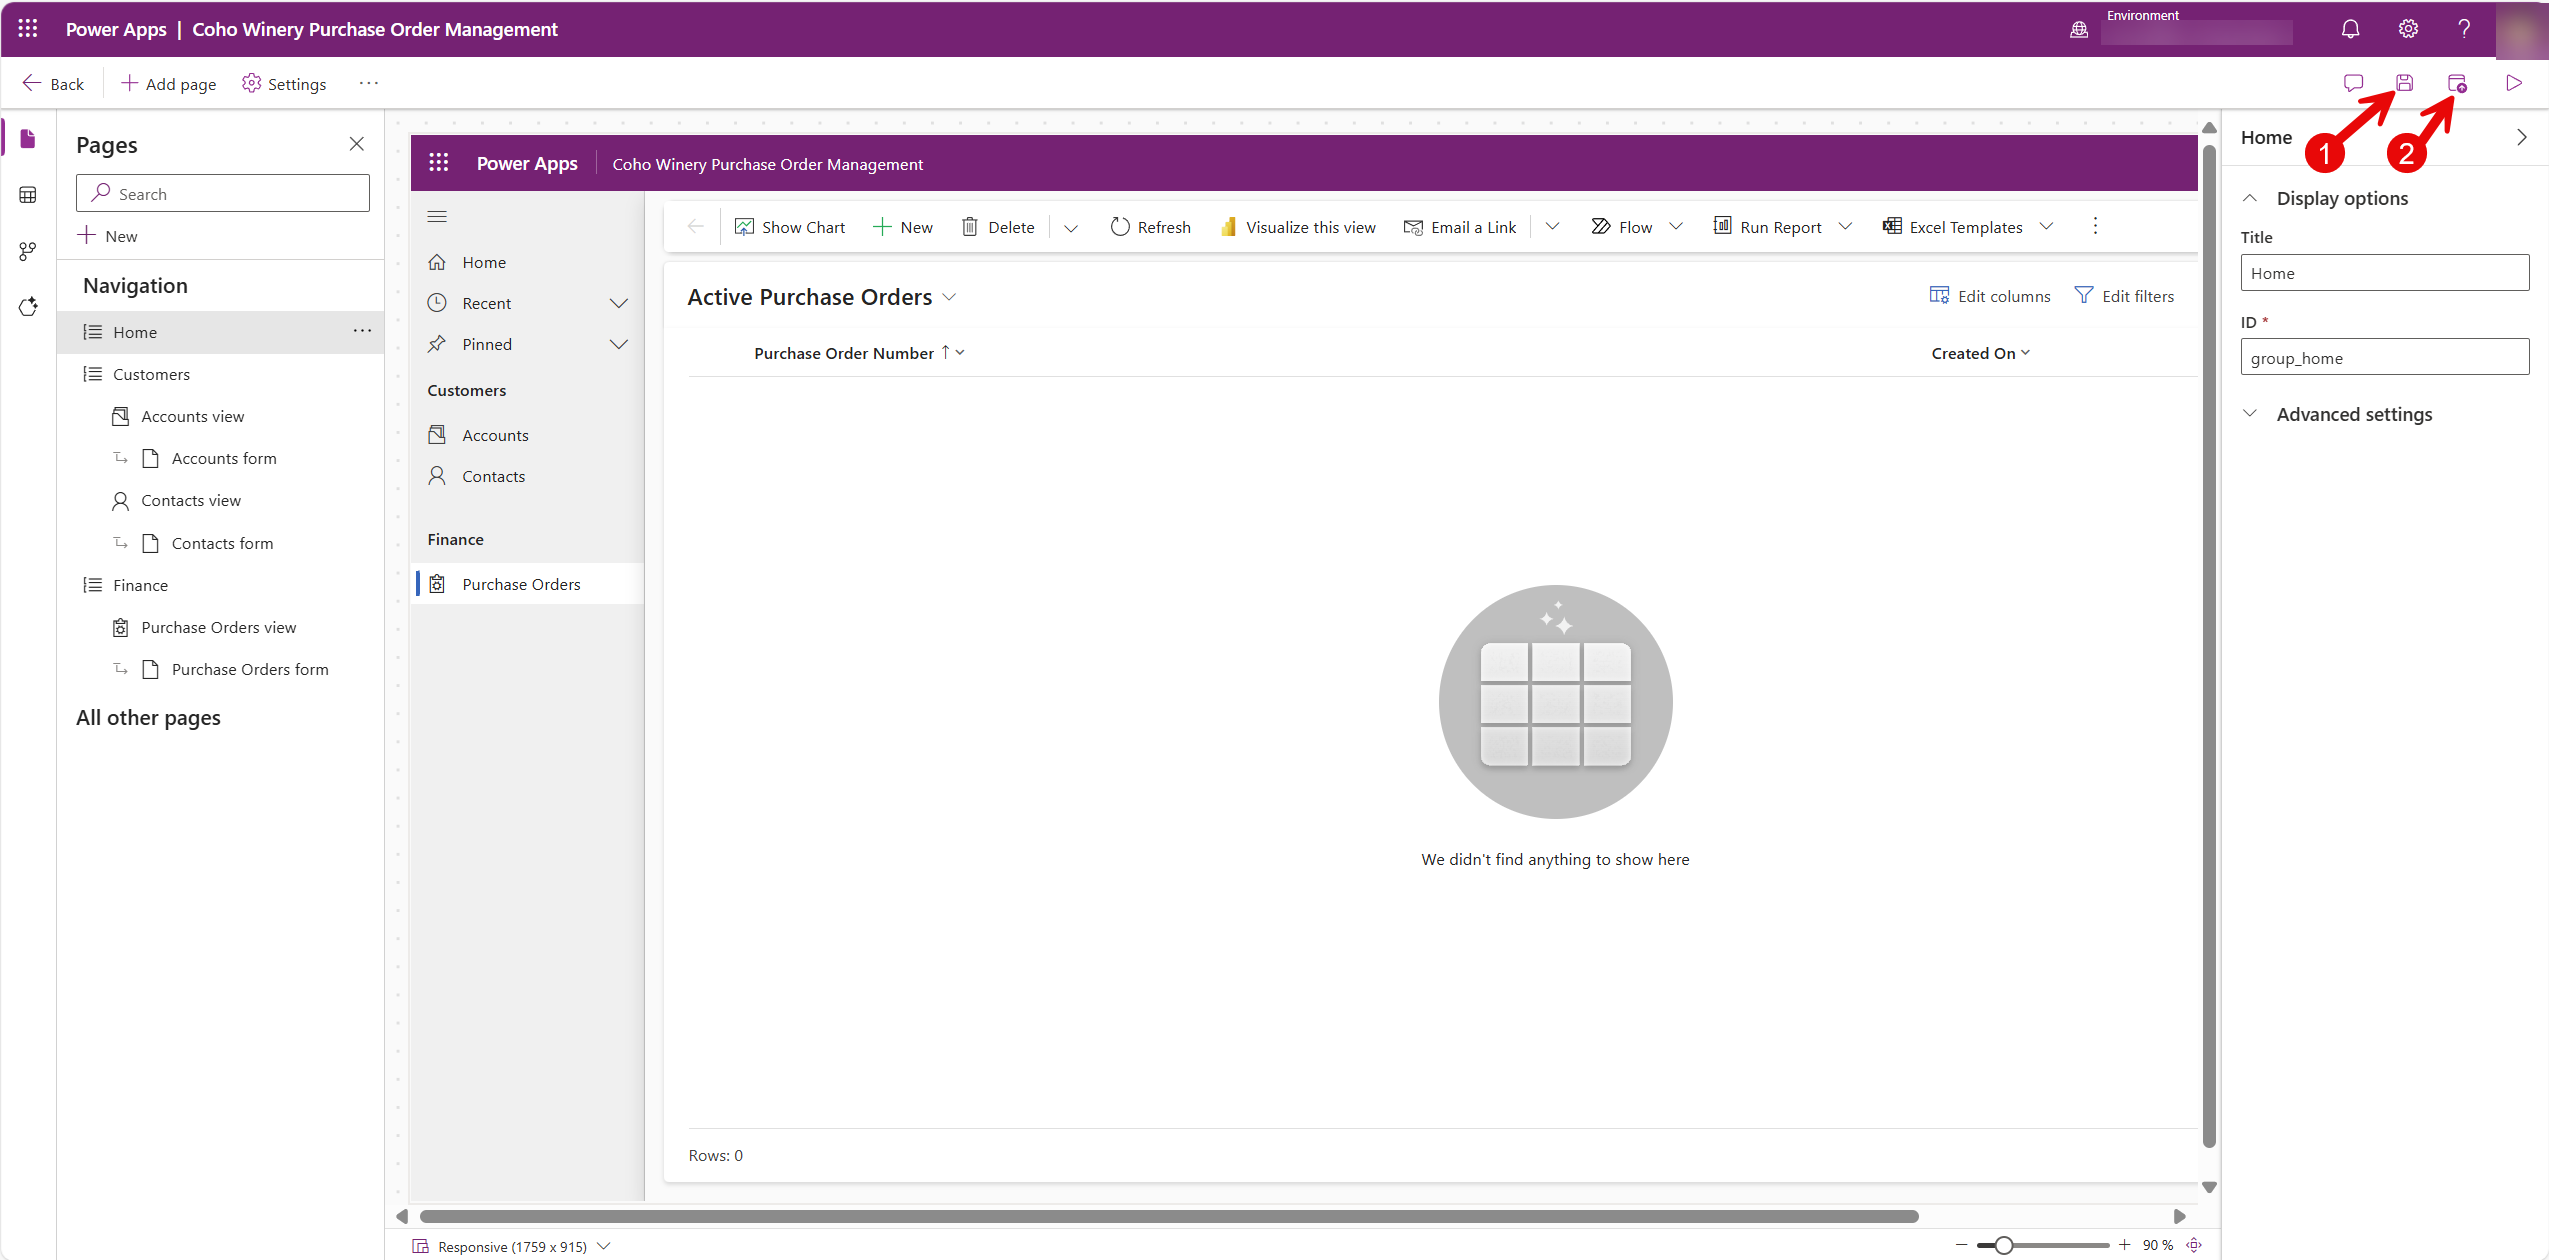 Power Apps | Coho Winery Purchase Order Management
Environment
Back
Add page
Settings
1
2
Pages
Search
New
Navigation
Home
Customers
Accounts view
Accounts form
Contacts view
Contacts form
Finance
Purchase Orders view
Purchase Orders form
All other pages
Power Apps
Coho Winery Purchase Order Management
Home
Recent
Pinned
Customers
Accounts
Contacts
Finance
Purchase Orders
Show Chart
New
Delete
Refresh
Visualize this view
Email a Link
Flow
Run Report
Excel Templates
Active Purchase Orders
Edit columns
Edit filters
Purchase Order Number
Created On
We didn't find anything to show here
Rows: 0
Responsive (1759 x 915)
90 %
Home
Display options
Title
Home
ID *
group_home
Advanced settings